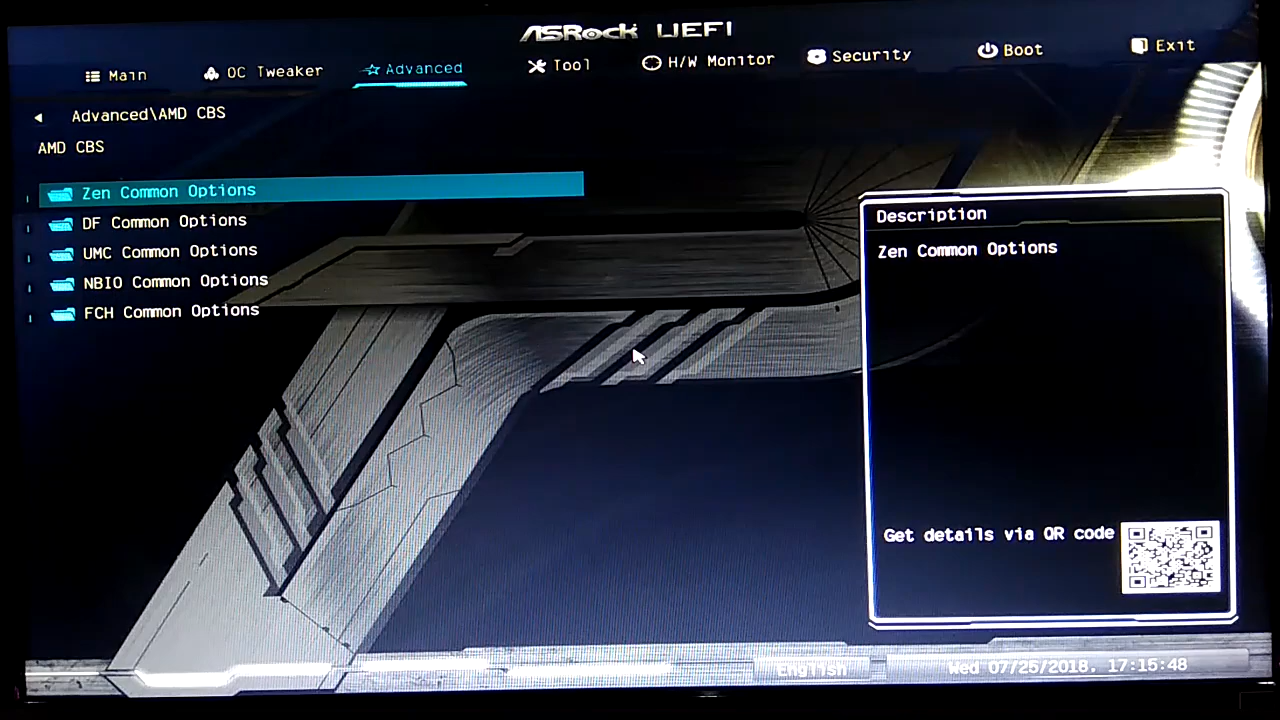 ASRock UEFI
Main
OC Tweaker
Advanced
Tool
H/W Monitor
Security
Boot
Exit
Advanced\AMD CBS
AMD CBS
Zen Common Options
DF Common Options
UMC Common Options
NBIO Common Options
FCH Common Options
Description
Zen Common Options
Get details via QR code
English
Wed 07/25/2018, 17:15:48